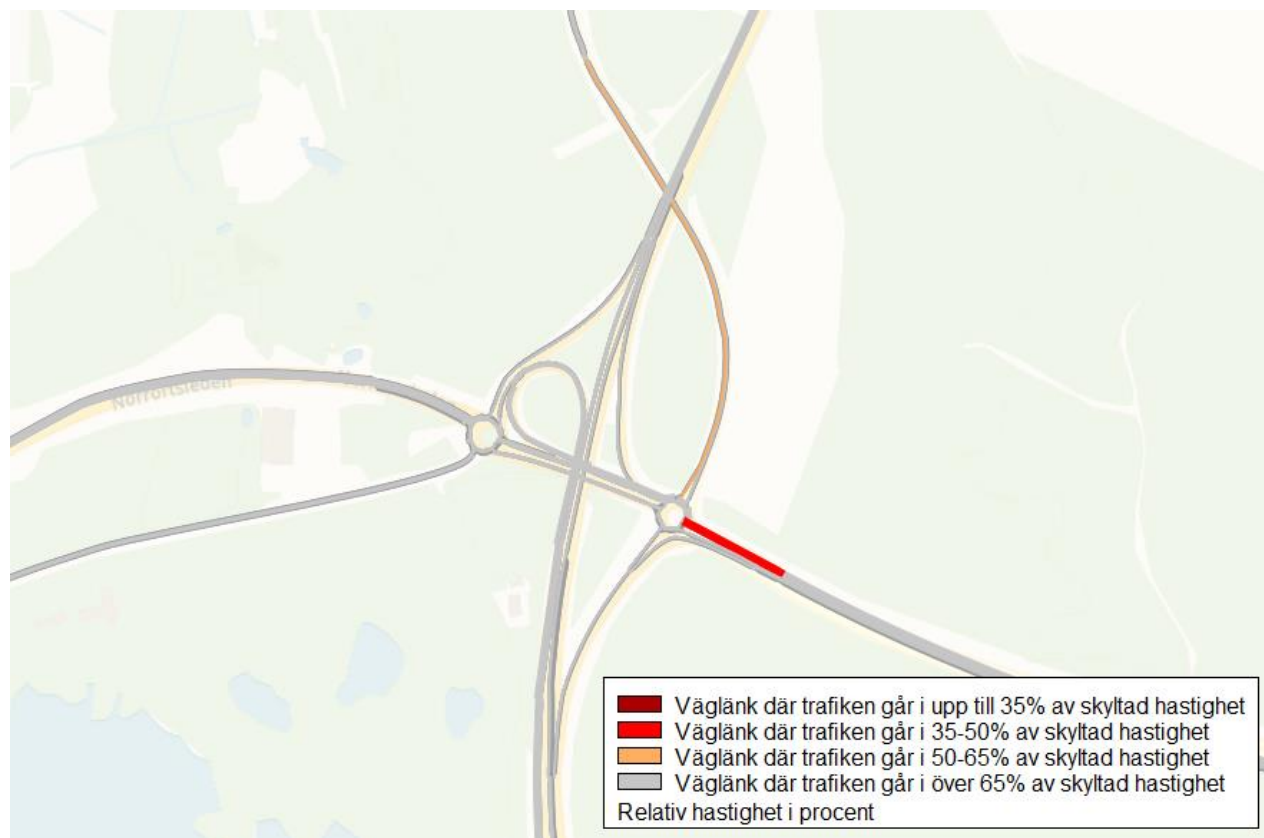 Norrortsleden
Väglänk där trafiken går i upp till 35% av skyltad hastighet
Väglänk där trafiken går i 35-50% av skyltad hastighet
Väglänk där trafiken går i 50-65% av skyltad hastighet
Väglänk där trafiken går i över 65% av skyltad hastighet
Relativ hastighet i procent